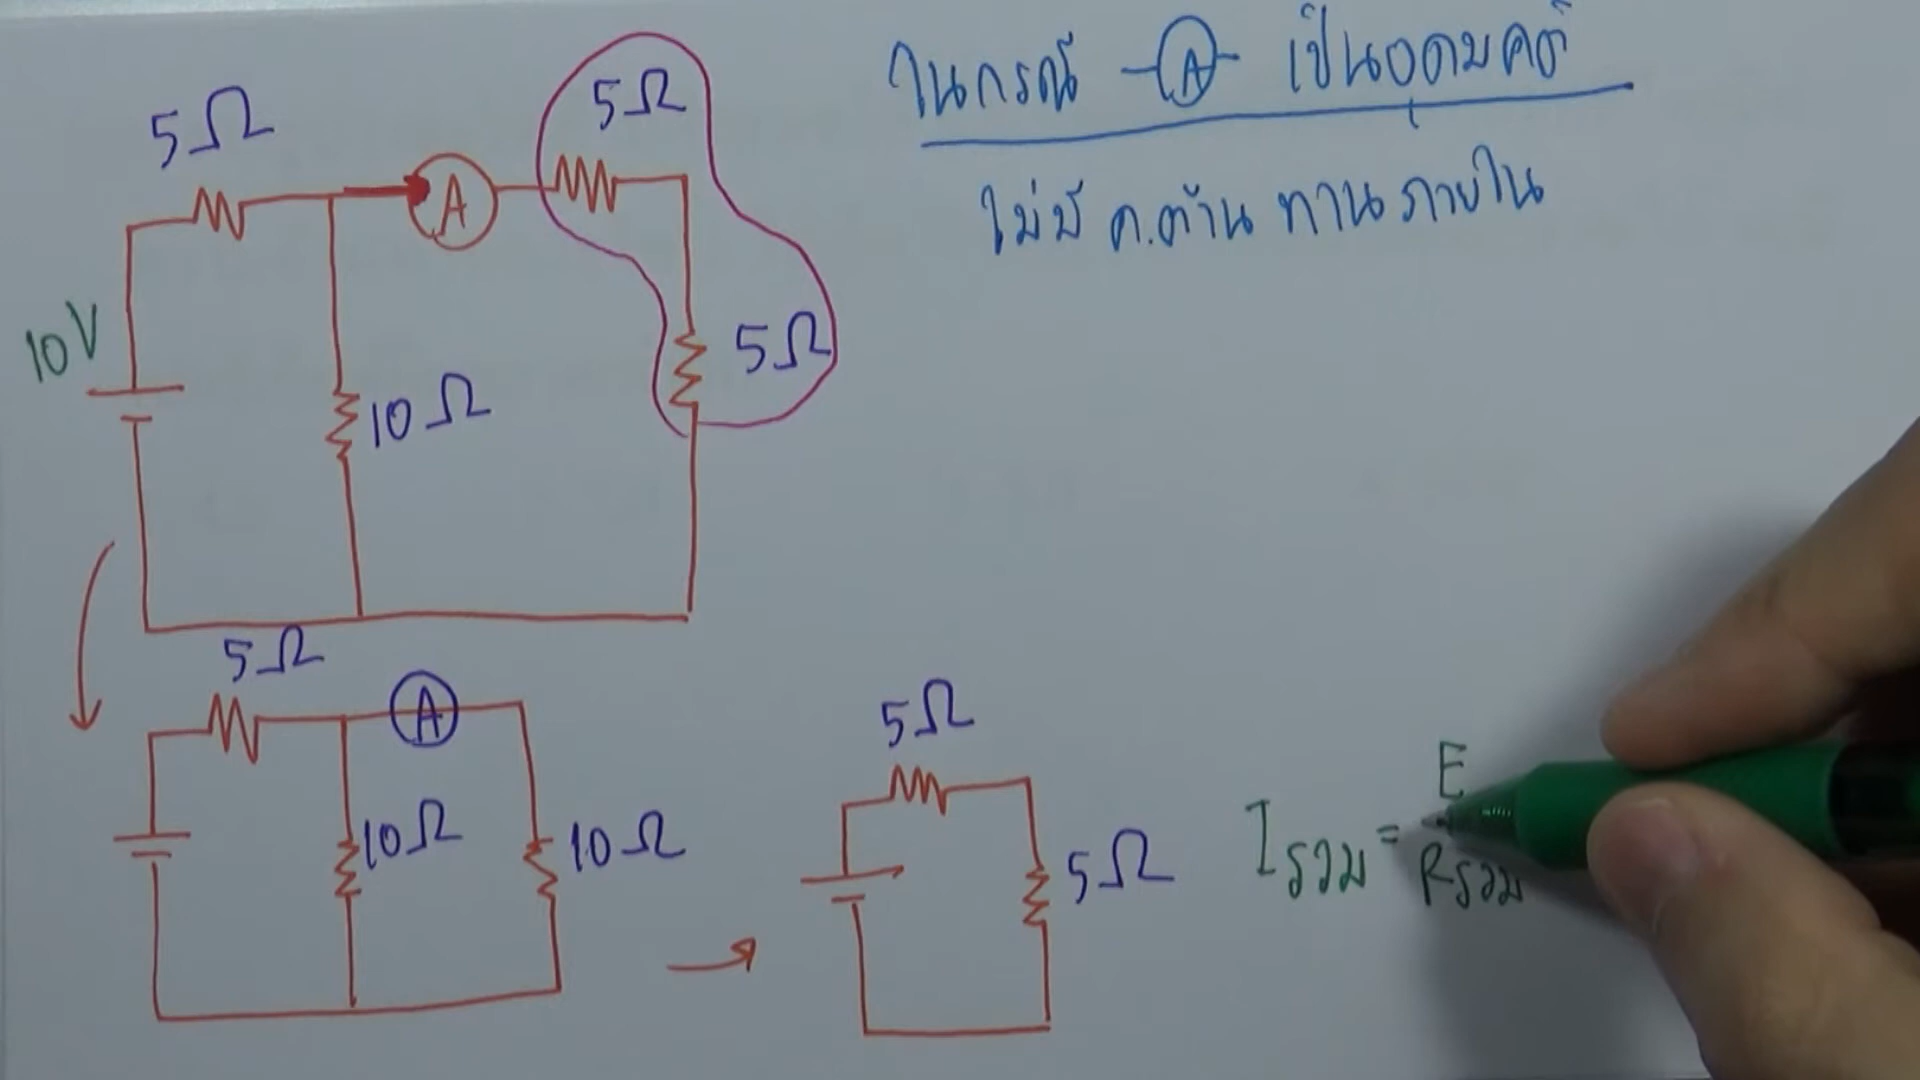 ในกรณี A เป็นอุดมคติ
ไม่มี ค.ต้านทานภายใน
5Ω
A
5Ω
10V
10Ω
5Ω
5Ω
A
10Ω
10Ω
5Ω
5Ω
Iรวม = E
Rรวม